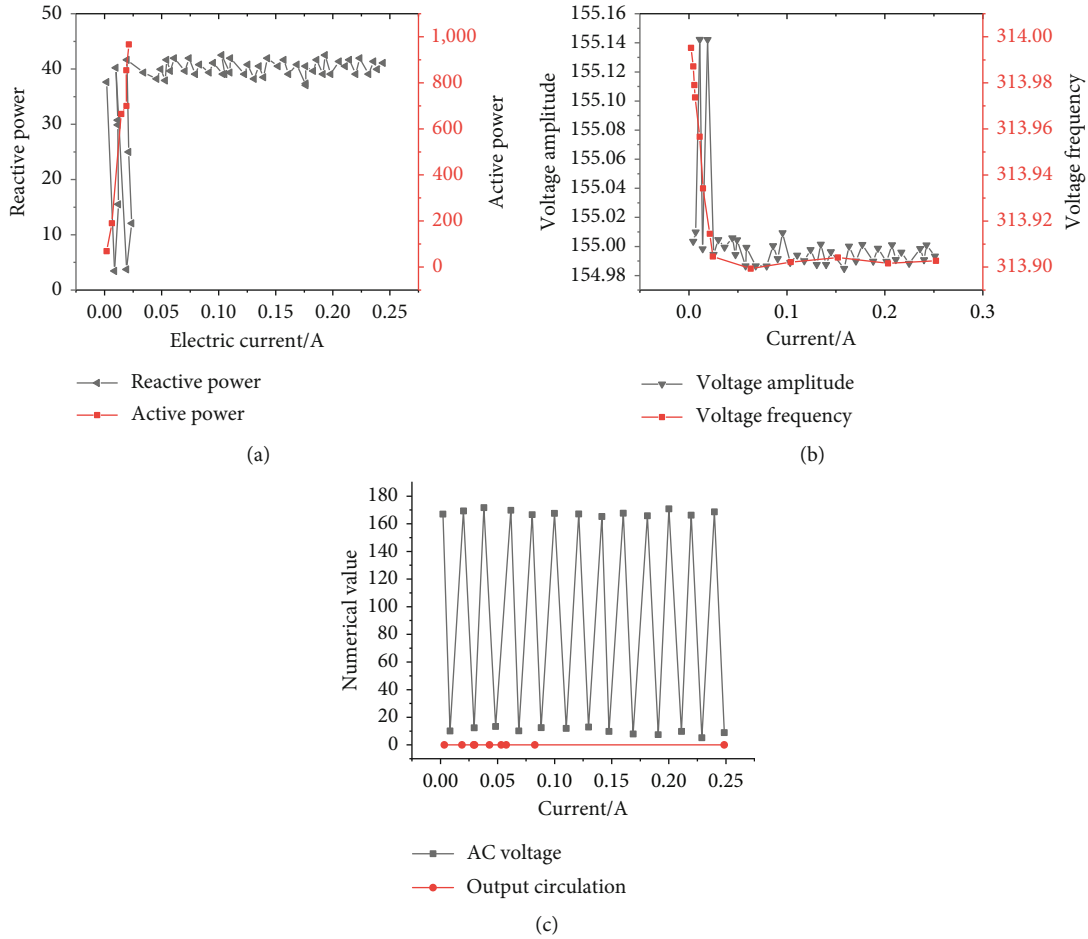 50
40
30
20
10
0
Reactive power
1,000
800
600
400
200
0
Active power
0.00 0.05 0.10 0.15 0.20 0.25
Electric current/A
Reactive power
Active power
(a)
155.16
155.14
155.12
155.10
155.08
155.06
155.04
155.02
155.00
154.98
Voltage amplitude
314.00
313.98
313.96
313.94
313.92
313.90
Voltage frequency
0.0 0.1 0.2 0.3
Current/A
Voltage amplitude
Voltage frequency
(b)
180
160
140
120
100
80
60
40
20
0
Numerical value
0.00 0.05 0.10 0.15 0.20 0.25
Current/A
AC voltage
Output circulation
(c)